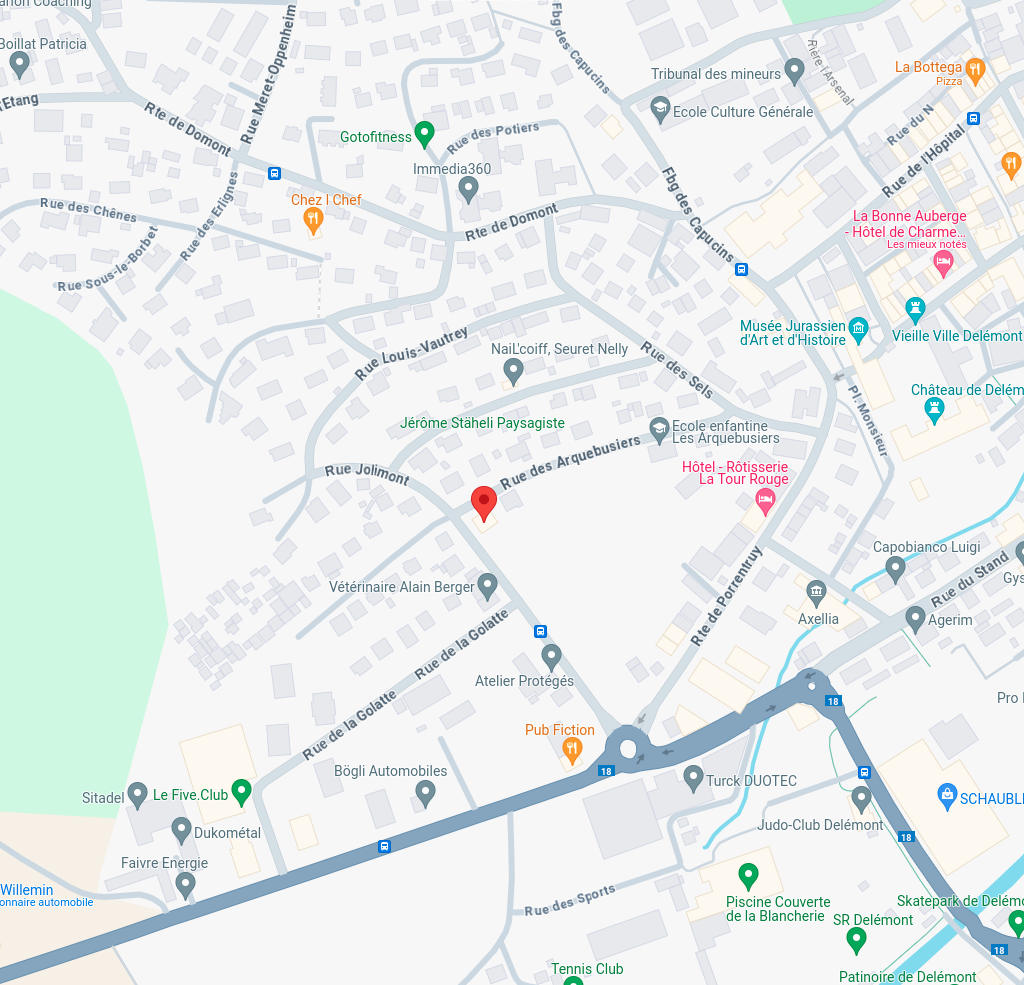 Coaching
Boillat Patricia
Rte de Domont
Rue Meret-Oppenheim
Fbg des Capucins
Tribunal des mineurs
Rière l'Arsenal
La Bottega
Pizza
Ecole Culture Générale
Rue du N
Rue de l'Hôpital
l'Etang
Gotofitness
Rue des Potiers
Immedia360
Chez l Chef
Rue des Chênes
Rue des Erlignes
Rue Sous-le-Borbet
Rte de Domont
Fbg des Capucins
La Bonne Auberge
- Hôtel de Charme…
Les mieux notés
Musée Jurassien
d'Art et d'Histoire
Vieille Ville Delémont
Rue Louis-Vautrey
NaiL'coiff, Seuret Nelly
Rue des Sels
Pl. Monsieur
Château de Delém
Jérôme Stäheli Paysagiste
Ecole enfantine
Les Arquebusiers
Rue des Arquebusiers
Rue Jolimont
Hôtel - Rôtisserie
La Tour Rouge
Capobianco Luigi
Rue du Stand
Gys
Vétérinaire Alain Berger
Rte de Porrentruy
Axellia
Agerim
Rue de la Golatte
Atelier Protégés
Rue de la Golatte
Pro
18
Pub Fiction
18
Bögli Automobiles
Turck DUOTEC
Sitadel
Le Five.Club
SCHAUBLI
Dukométal
Judo-Club Delémont
18
Faivre Energie
Willemin
onnaire automobile
Rue des Sports
Piscine Couverte
de la Blancherie
Skatepark de Delémo
SR Delémont
18
Tennis Club
Patinoire de Delémont